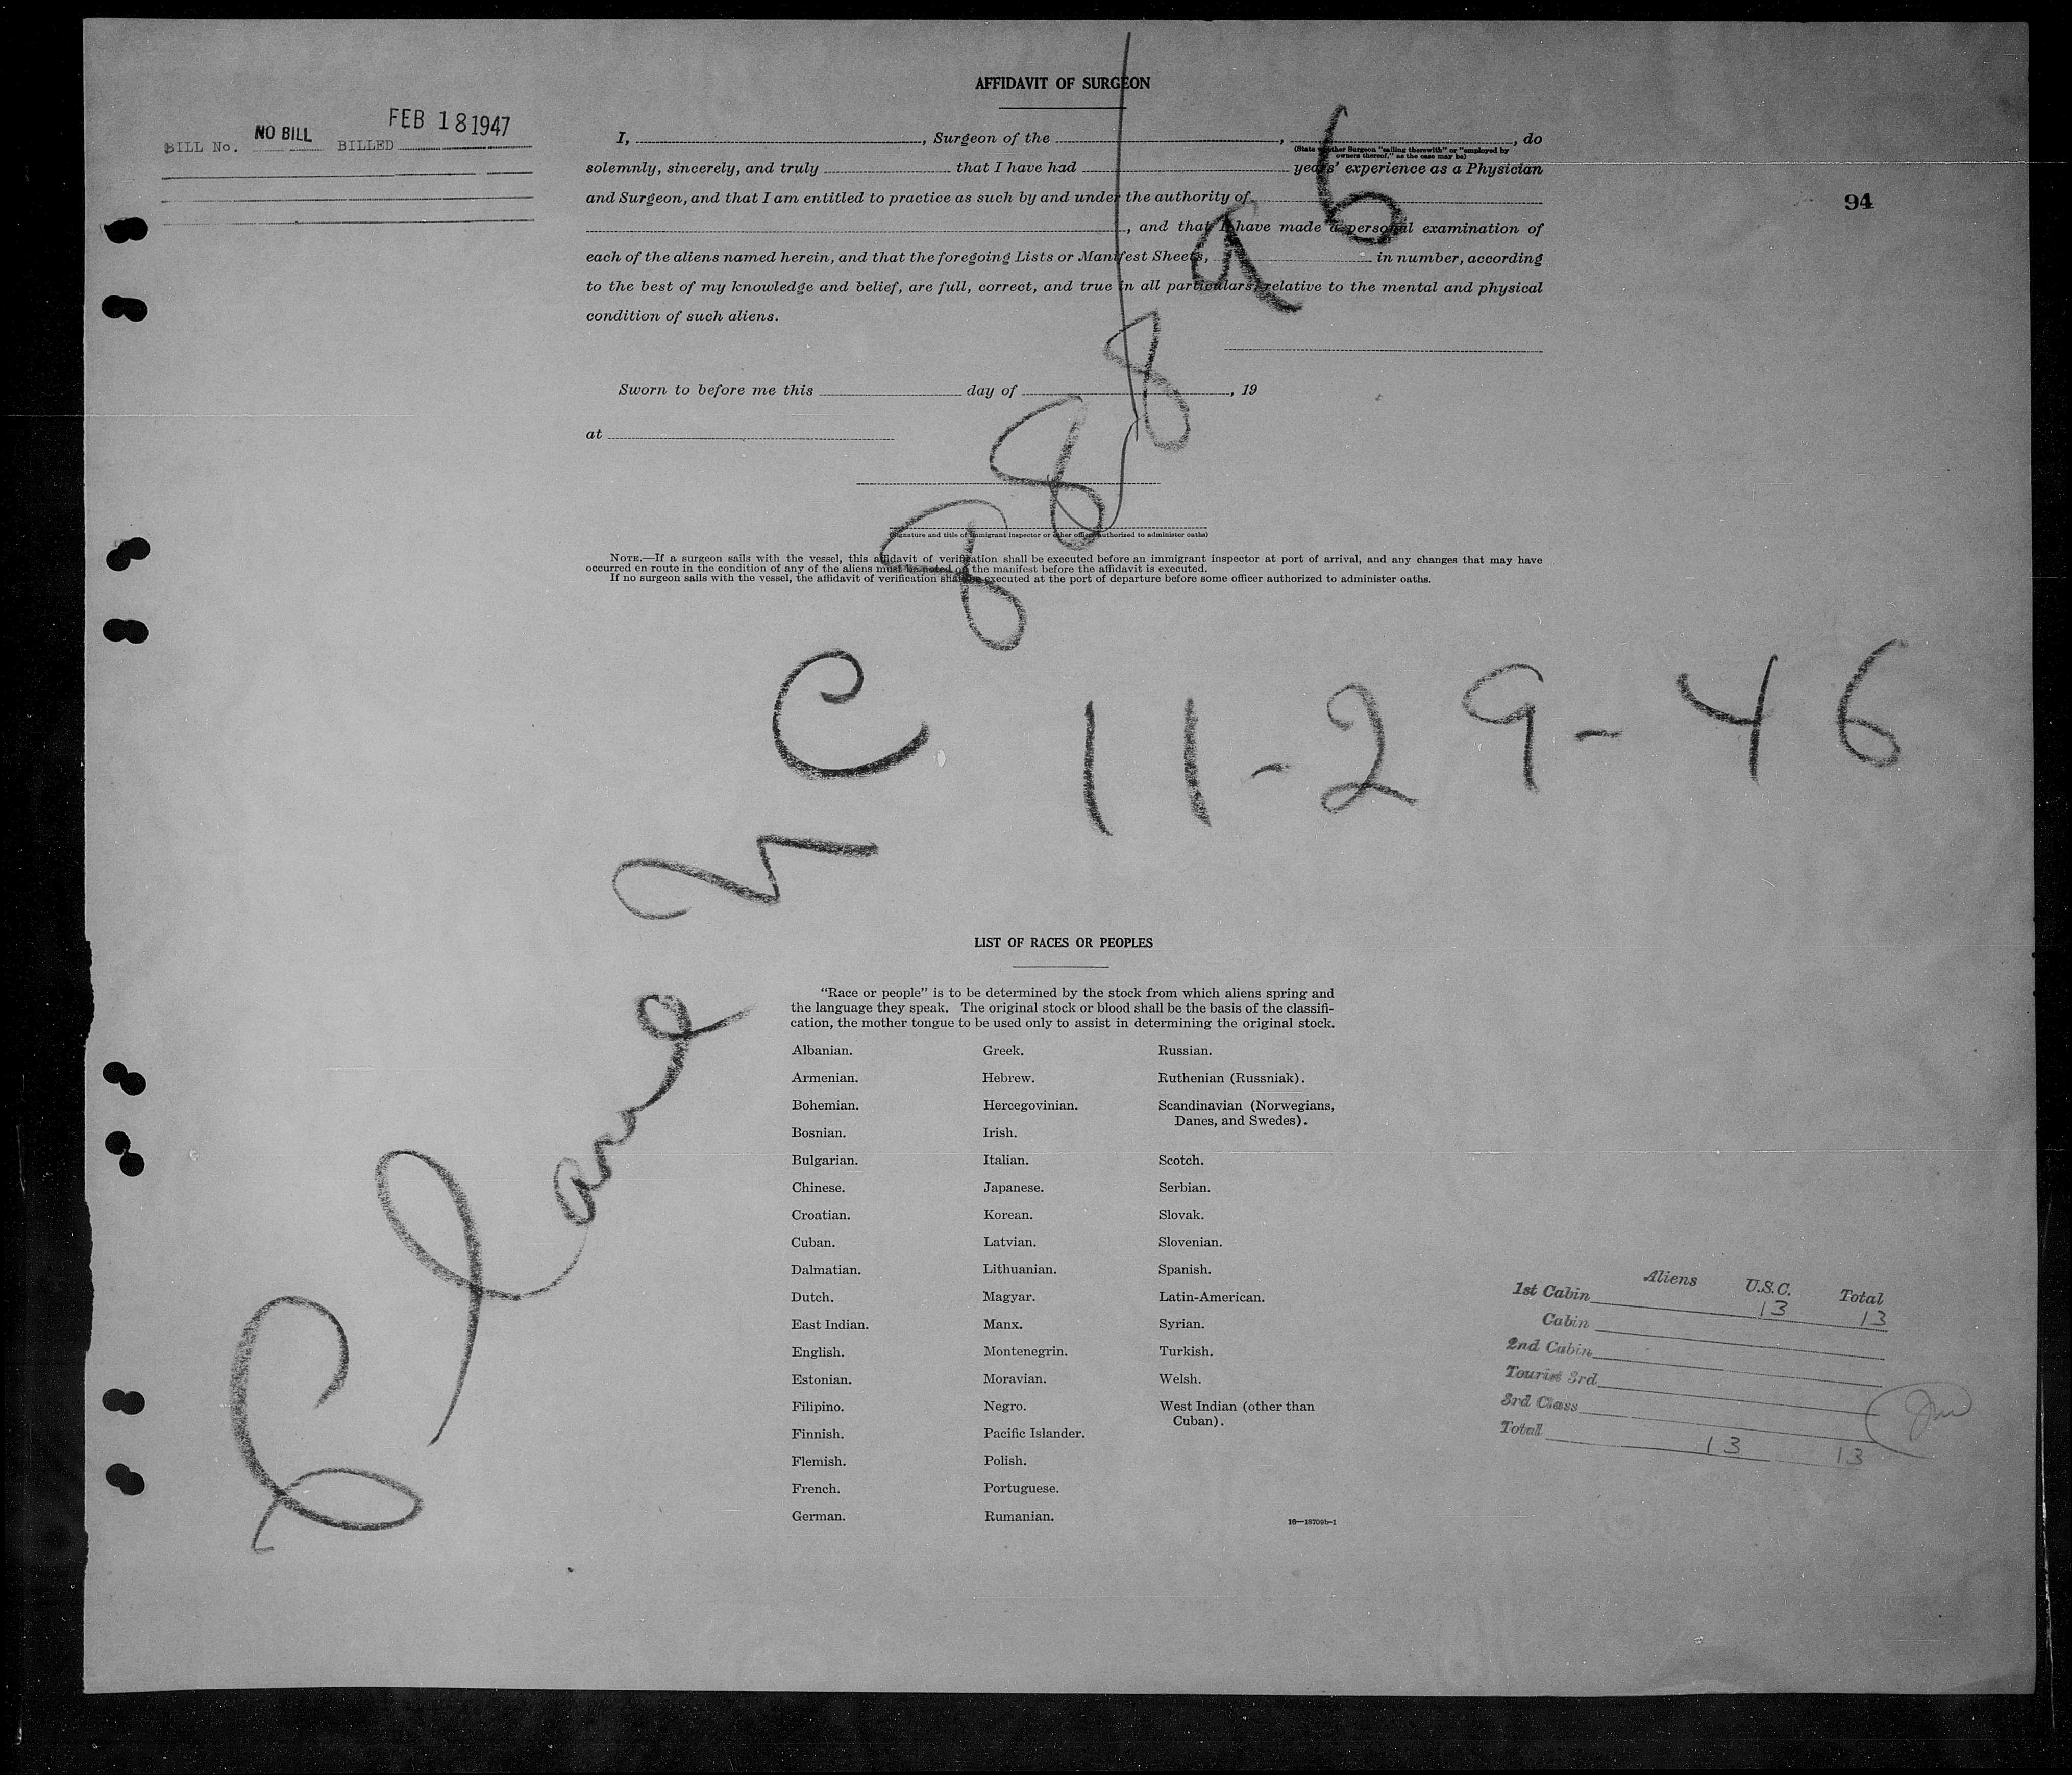 AFFIDAVIT OF SURGEON
BILL No. NO BILL BILLED FEB 18 1947
94
I, , Surgeon of the , , do
(State whether Surgeon "sailing therewith" or "employed by
owners thereof," as the case may be)
solemnly, sincerely, and truly that I have had years' experience as a Physician
and Surgeon, and that I am entitled to practice as such by and under the authority of
, and that I have made a personal examination of
each of the aliens named herein, and that the foregoing Lists or Manifest Sheets, in number, according
to the best of my knowledge and belief, are full, correct, and true in all particulars, relative to the mental and physical
condition of such aliens.
Sworn to before me this day of , 19
at
(Signature and title of immigrant inspector or other officer authorized to administer oaths)
NOTE.—If a surgeon sails with the vessel, this affidavit of verification shall be executed before an immigrant inspector at port of arrival, and any changes that may have
occurred en route in the condition of any of the aliens must be noted on the manifest before the affidavit is executed.
If no surgeon sails with the vessel, the affidavit of verification shall be executed at the port of departure before some officer authorized to administer oaths.
NC 888 a 6
11-29-46
LIST OF RACES OR PEOPLES
"Race or people" is to be determined by the stock from which aliens spring and
the language they speak. The original stock or blood shall be the basis of the classifi-
cation, the mother tongue to be used only to assist in determining the original stock.
Albanian.
Armenian.
Bohemian.
Bosnian.
Bulgarian.
Chinese.
Croatian.
Cuban.
Dalmatian.
Dutch.
East Indian.
English.
Estonian.
Filipino.
Finnish.
Flemish.
French.
German.
Greek.
Hebrew.
Hercegovinian.
Irish.
Italian.
Japanese.
Korean.
Latvian.
Lithuanian.
Magyar.
Manx.
Montenegrin.
Moravian.
Negro.
Pacific Islander.
Polish.
Portuguese.
Rumanian.
Russian.
Ruthenian (Russniak).
Scandinavian (Norwegians,
Danes, and Swedes).
Scotch.
Serbian.
Slovak.
Slovenian.
Spanish.
Latin-American.
Syrian.
Turkish.
Welsh.
West Indian (other than
Cuban).
16—18709b-1
Aliens U.S.C. Total
1st Cabin 13 13
Cabin
2nd Cabin
Tourist 3rd
3rd Class
Total 13 13